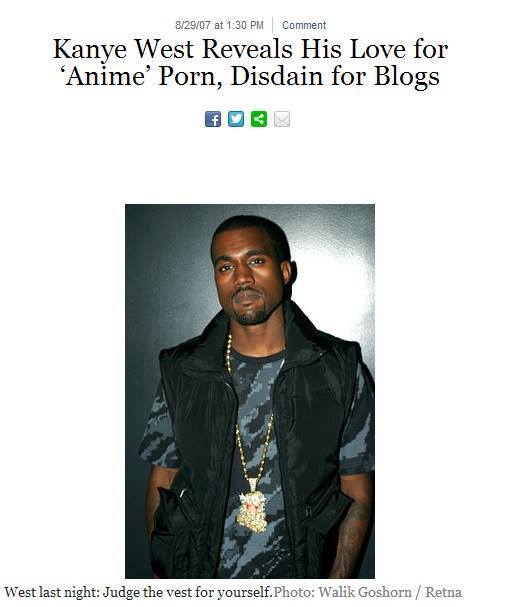 8/29/07 at 1:30 PM | Comment
Kanye West Reveals His Love for
‘Anime’ Porn, Disdain for Blogs
West last night: Judge the vest for yourself. Photo: Walik Goshorn / Retna